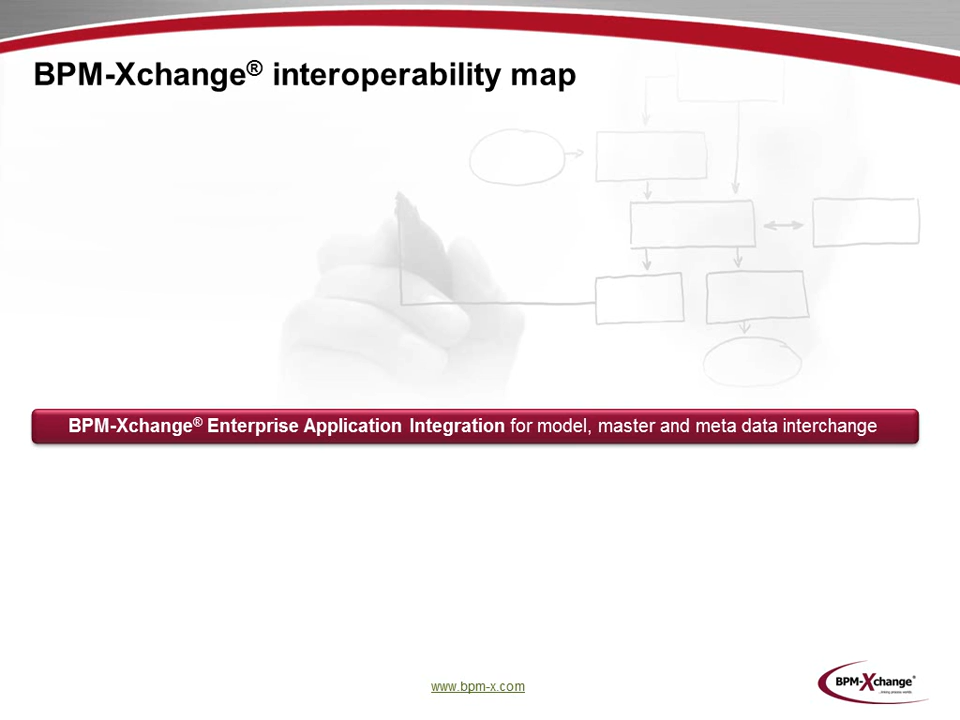 BPM-Xchange® interoperability map
BPM-Xchange® Enterprise Application Integration for model, master and meta data interchange
www.bpm-x.com
BPM-Xchange®